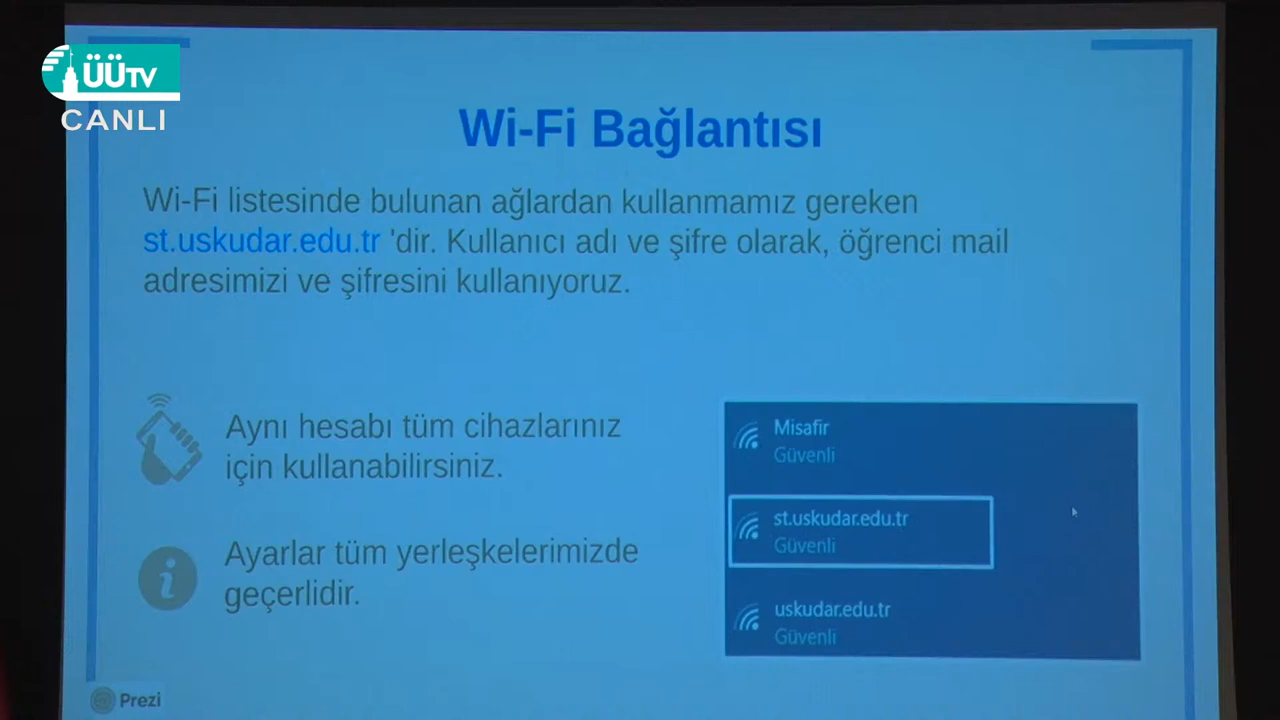 ÜÜTV
CANLI
Wi-Fi Bağlantısı
Wi-Fi listesinde bulunan ağlardan kullanmamız gereken
st.uskudar.edu.tr 'dir. Kullanıcı adı ve şifre olarak, öğrenci mail
adresimizi ve şifresini kullanıyoruz.
Aynı hesabı tüm cihazlarınız
için kullanabilirsiniz.
Ayarlar tüm yerleşkelerimizde
geçerlidir.
Misafir
Güvenli
st.uskudar.edu.tr
Güvenli
uskudar.edu.tr
Güvenli
Prezi